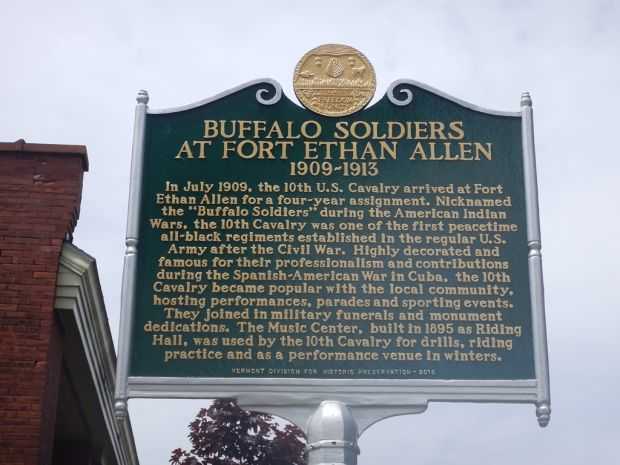 BUFFALO SOLDIERS
AT FORT ETHAN ALLEN
1909-1913
In July 1909, the 10th U.S. Cavalry arrived at Fort
Ethan Allen for a four-year assignment. Nicknamed
the "Buffalo Soldiers" during the American Indian
Wars, the 10th Cavalry was one of the first peacetime
all-black regiments established in the regular U.S.
Army after the Civil War. Highly decorated and
famous for their professionalism and contributions
during the Spanish-American War in Cuba, the 10th
Cavalry became popular with the local community,
hosting performances, parades and sporting events.
They joined in military funerals and monument
dedications. The Music Center, built in 1895 as Riding
Hall, was used by the 10th Cavalry for drills, riding
practice and as a performance venue in winters.
VERMONT DIVISION FOR HISTORIC PRESERVATION-2015